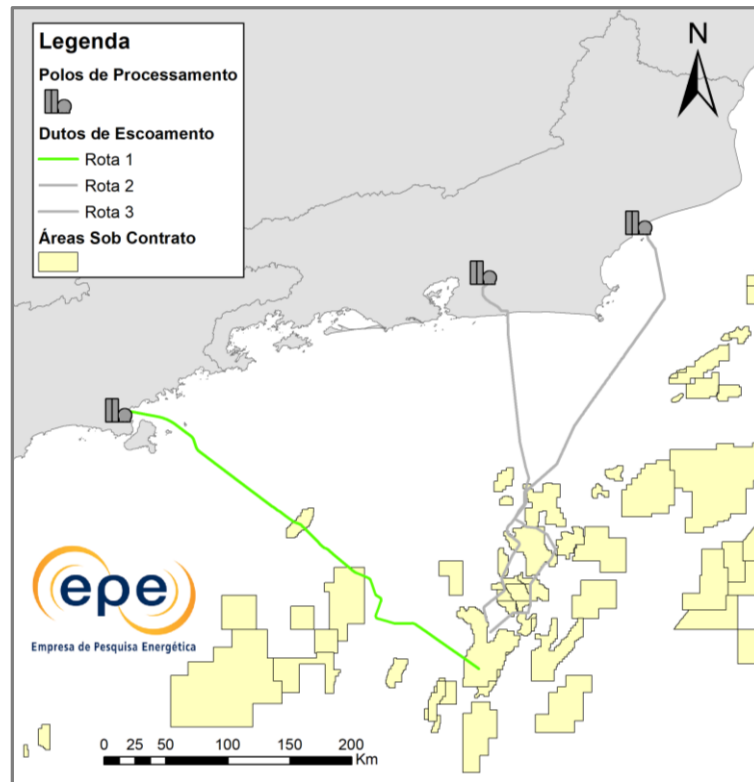 Legenda
Polos de Processamento
Dutos de Escoamento
Rota 1
Rota 2
Rota 3
Áreas Sob Contrato
N
epe
Empresa de Pesquisa Energética
0 25 50 100 150 200
Km